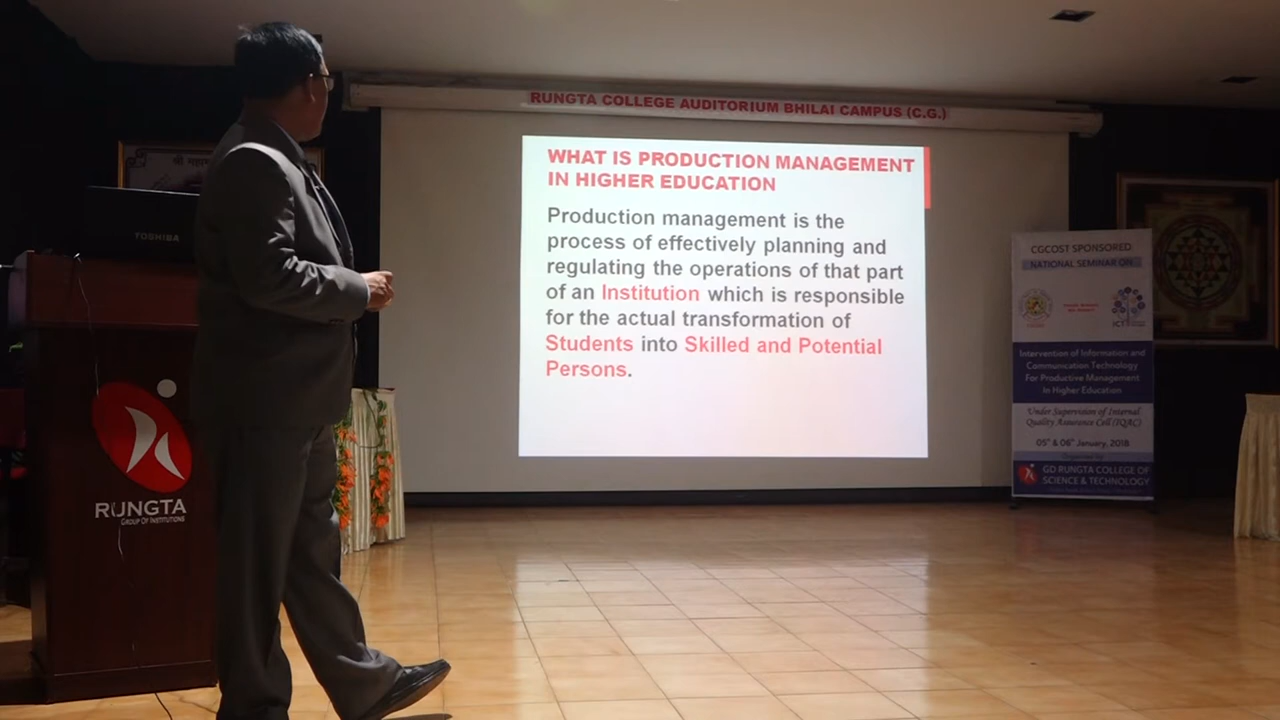 RUNGTA COLLEGE AUDITORIUM BHILAI CAMPUS (C.G.)
WHAT IS PRODUCTION MANAGEMENT
IN HIGHER EDUCATION
Production management is the
process of effectively planning and
regulating the operations of that part
of an Institution which is responsible
for the actual transformation of
Students into Skilled and Potential
Persons.
श्री
TOSHIBA
RUNGTA
GROUP OF INSTITUTIONS
CGCOST SPONSORED
NATIONAL SEMINAR ON
ICT
Intervention of Information and
Communication Technology
For Productive Management
In Higher Education
Under Supervision of Internal
Quality Assurance Cell (IQAC)
05th & 06th January, 2018
Organized by
GD RUNGTA COLLEGE OF
SCIENCE & TECHNOLOGY